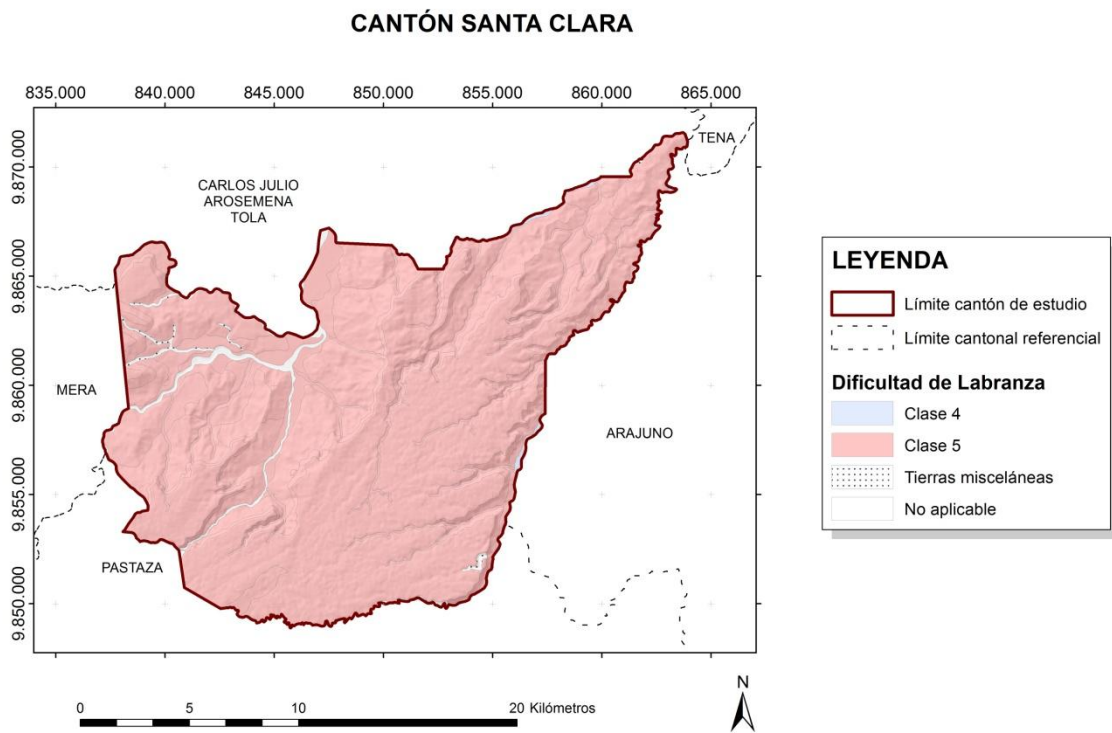 CANTÓN SANTA CLARA
835.000 840.000 845.000 850.000 855.000 860.000 865.000
9.870.000
9.865.000
9.860.000
9.855.000
9.850.000
TENA
CARLOS JULIO
AROSEMENA
TOLA
MERA
ARAJUNO
PASTAZA
LEYENDA
Límite cantón de estudio
Límite cantonal referencial
Dificultad de Labranza
Clase 4
Clase 5
Tierras misceláneas
No aplicable
0 5 10 20 Kilómetros
N